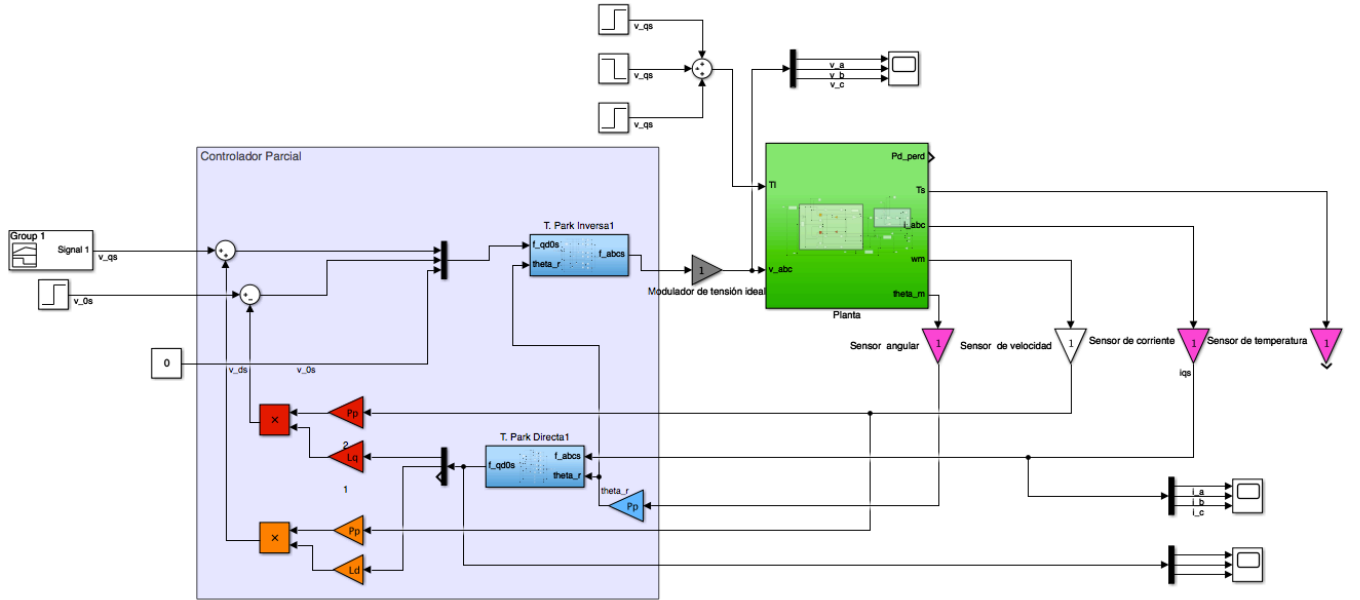 v_qs
v_qs
v_qs
v_a
v_b
v_c
Controlador Parcial
Pd_perd
Tl
Ts
T. Park Inversa1
i_abc
Group 1
Signal 1
v_qs
f_qd0s
f_abcs
theta_r
wm
1
v_abc
Modulador de tensión ideal
theta_m
v_0s
Planta
Sensor angular
1
Sensor de velocidad
1
Sensor de corriente
1
Sensor de temperatura
1
0
v_ds
v_0s
iqs
×
Pp
2
Lq
1
T. Park Directa1
f_qd0s
f_abcs
theta_r
theta_r
Pp
i_a
i_b
i_c
×
Pp
Ld